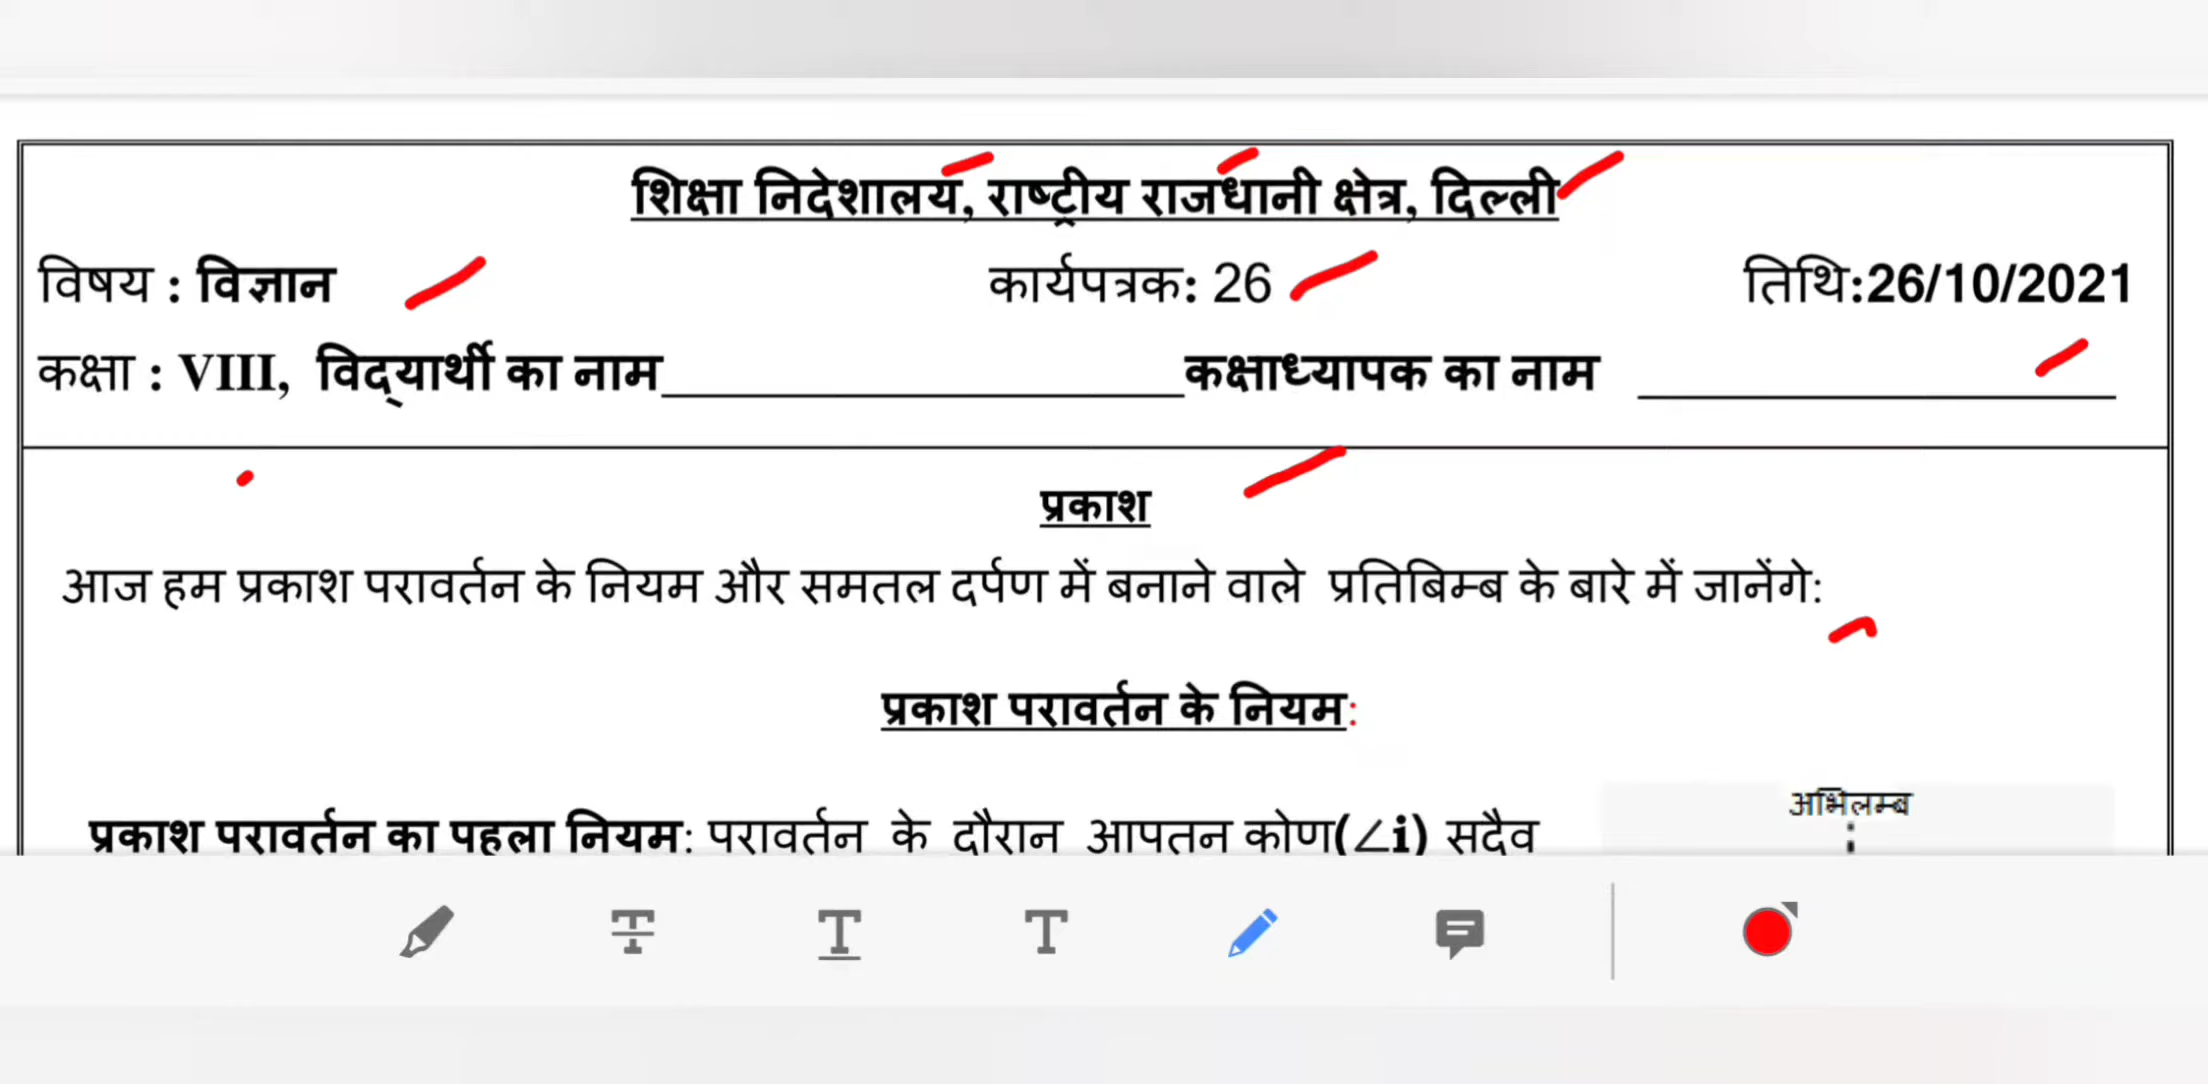 शिक्षा निदेशालय, राष्ट्रीय राजधानी क्षेत्र, दिल्ली
विषय : विज्ञान कार्यपत्रक: 26 तिथि:26/10/2021
कक्षा : VIII, विद्यार्थी का नाम__________ कक्षाध्यापक का नाम __________
प्रकाश
आज हम प्रकाश परावर्तन के नियम और समतल दर्पण में बनाने वाले प्रतिबिम्ब के बारे में जानेंगे:
प्रकाश परावर्तन के नियम:
अभिलम्ब
प्रकाश परावर्तन का पहला नियम: परावर्तन के दौरान आपतन कोण(∠i) सदैव